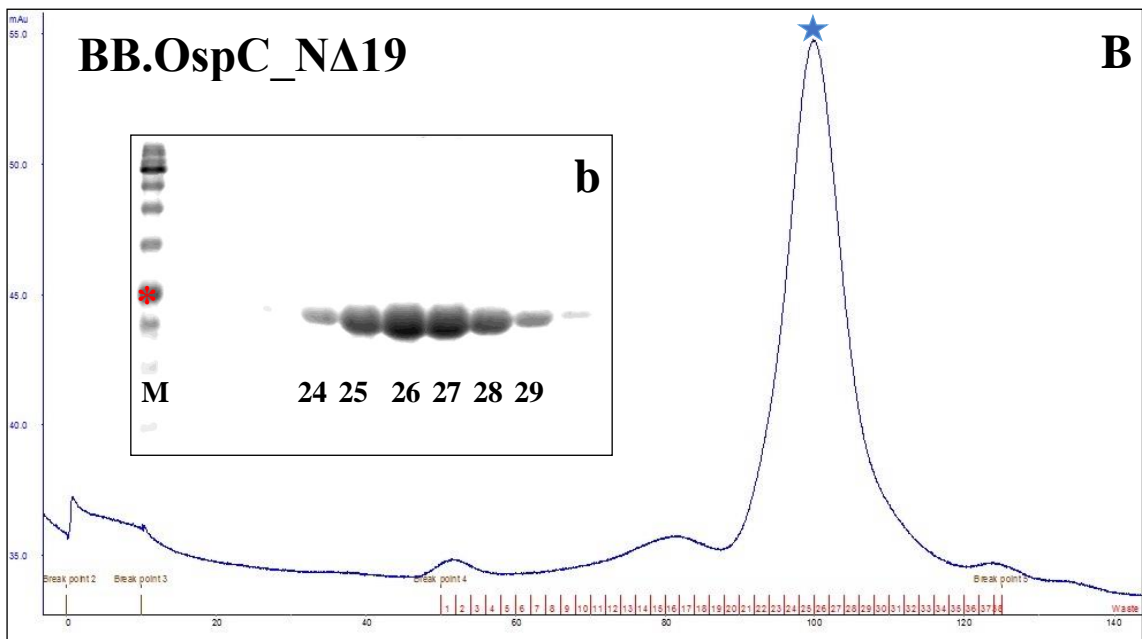 mAu
55.0
BB.OspC_NΔ19
B
50.0
b
45.0
*
M 24 25 26 27 28 29
40.0
35.0
Break point 2 Break point 3 Break point 4 Break point 5
1 2 3 4 5 6 7 8 9 10 11 12 13 14 15 16 17 18 19 20 21 22 24 24 25 26 27 28 29 30 31 32 33 34 35 36 37 38 Waste
0 20 40 60 80 100 120 140